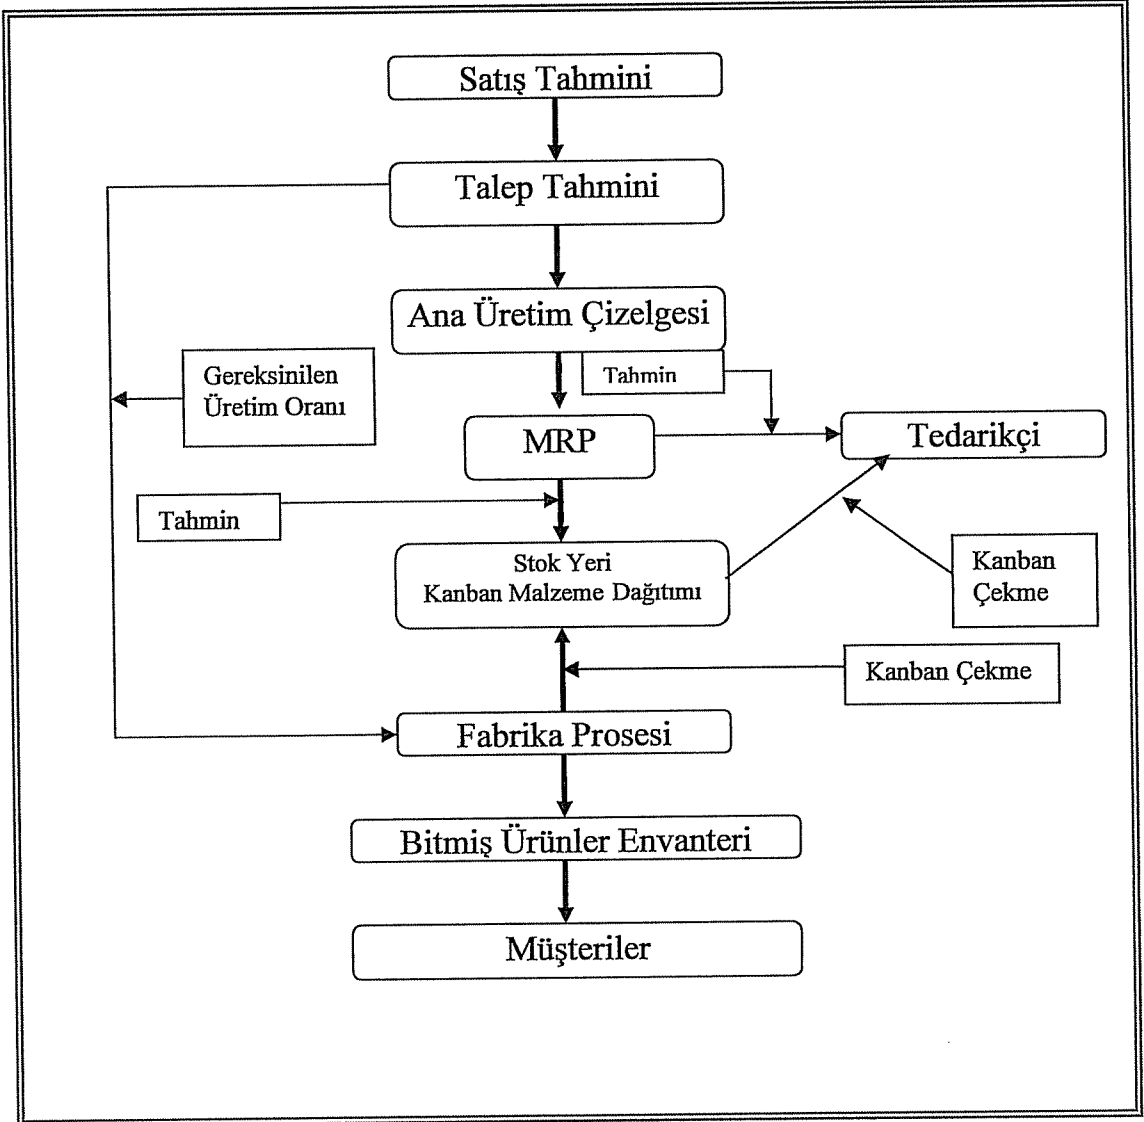 Satış Tahmini
Talep Tahmini
Ana Üretim Çizelgesi
Gereksinilen
Üretim Oranı
Tahmin
MRP
Tedarikçi
Tahmin
Stok Yeri
Kanban Malzeme Dağıtımı
Kanban
Çekme
Kanban Çekme
Fabrika Prosesi
Bitmiş Ürünler Envanteri
Müşteriler